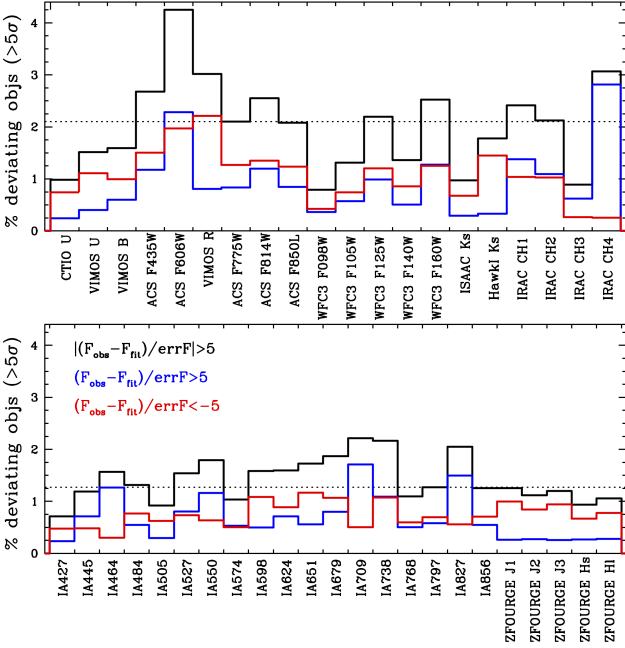 % deviating objs (>5σ)
4
3
2
1
0
CTIO U
VIMOS U
VIMOS B
ACS F435W
ACS F606W
VIMOS R
ACS F775W
ACS F814W
ACS F850L
WFC3 F098W
WFC3 F105W
WFC3 F125W
WFC3 F140W
WFC3 F160W
ISAAC Ks
HawkI Ks
IRAC CH1
IRAC CH2
IRAC CH3
IRAC CH4
% deviating objs (>5σ)
4
3
2
1
0
|(Fobs−Ffit)/errF|>5
(Fobs−Ffit)/errF>5
(Fobs−Ffit)/errF<−5
IA427
IA445
IA464
IA484
IA505
IA527
IA550
IA574
IA598
IA624
IA651
IA679
IA709
IA738
IA768
IA797
IA827
IA856
ZFOURGE J1
ZFOURGE J2
ZFOURGE J3
ZFOURGE Hs
ZFOURGE Hl